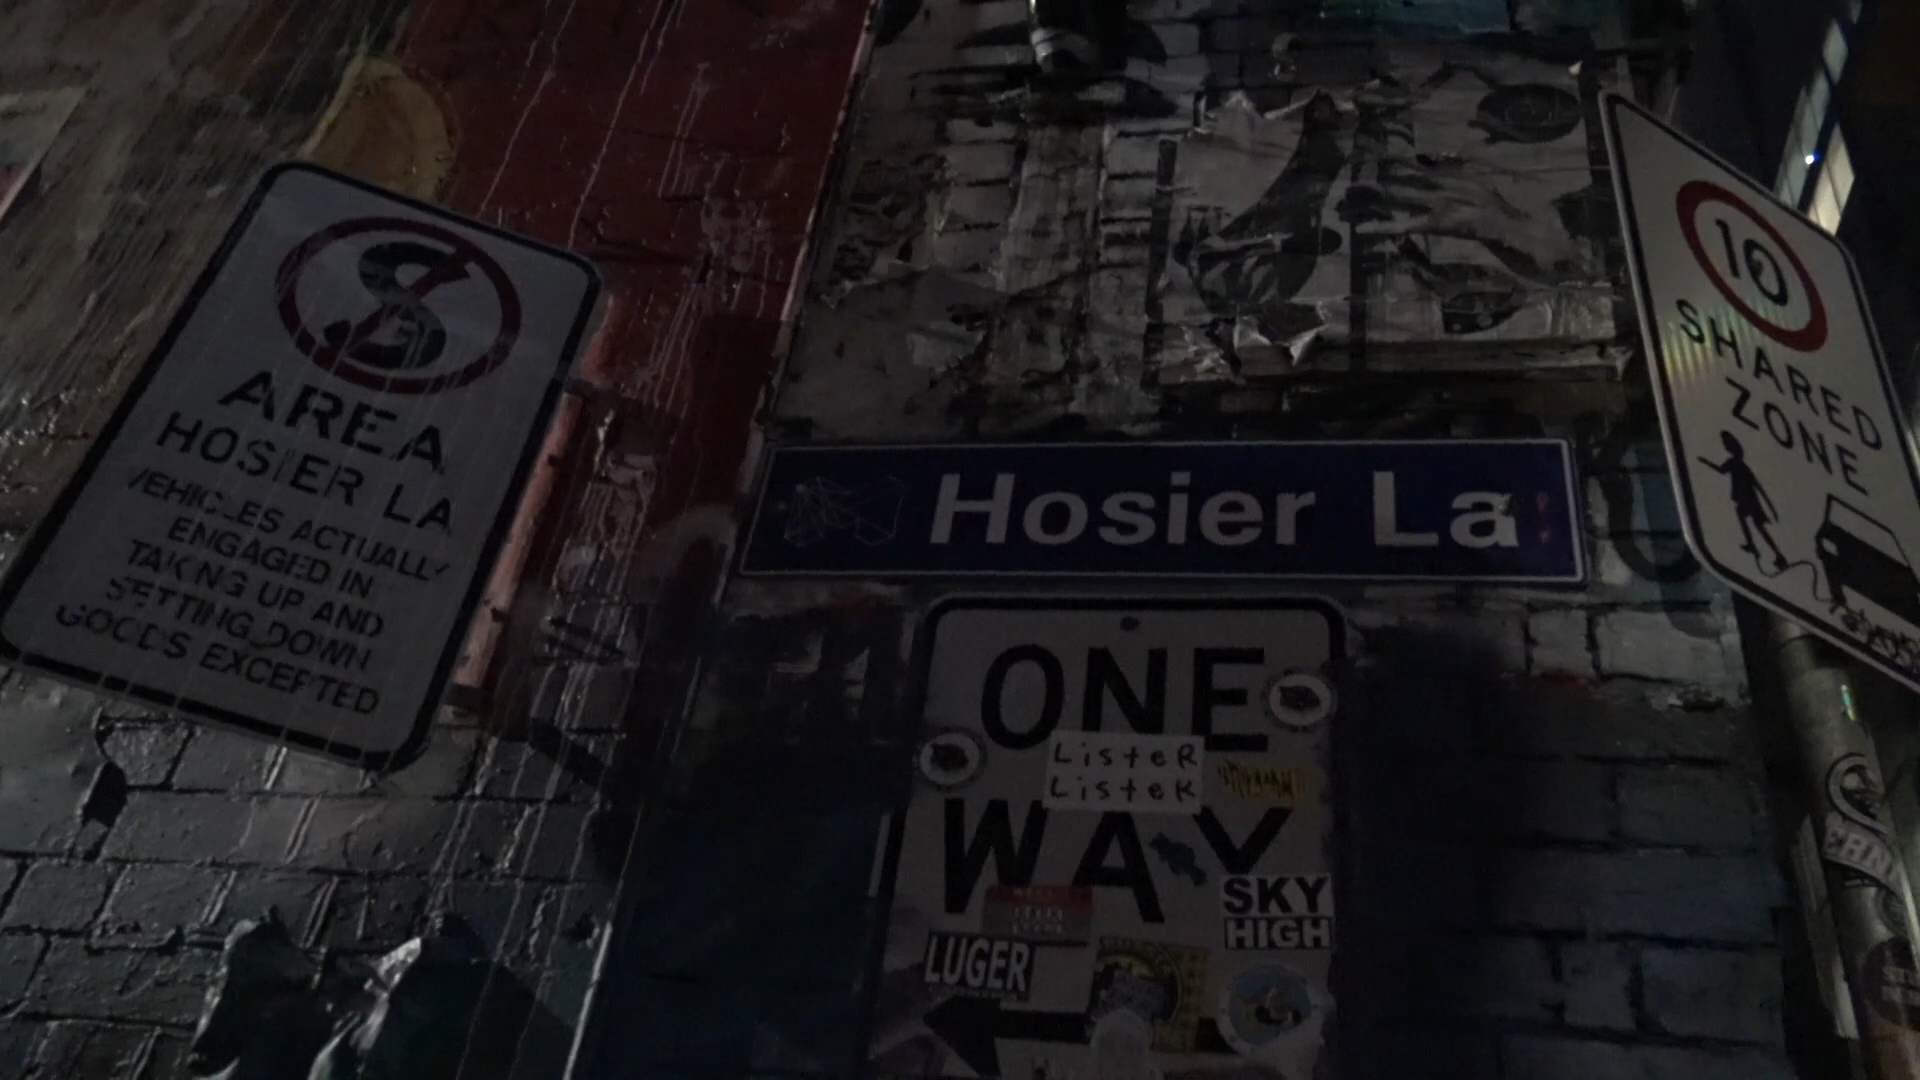 S
AREA
HOSIER LA
VEHICLES ACTUALLY
ENGAGED IN
TAKING UP AND
SETTING DOWN
GOODS EXCEPTED
Hosier La
ONE
ListeR
Listek
WAY
SKY
HIGH
LUGER
10
SHARED
ZONE